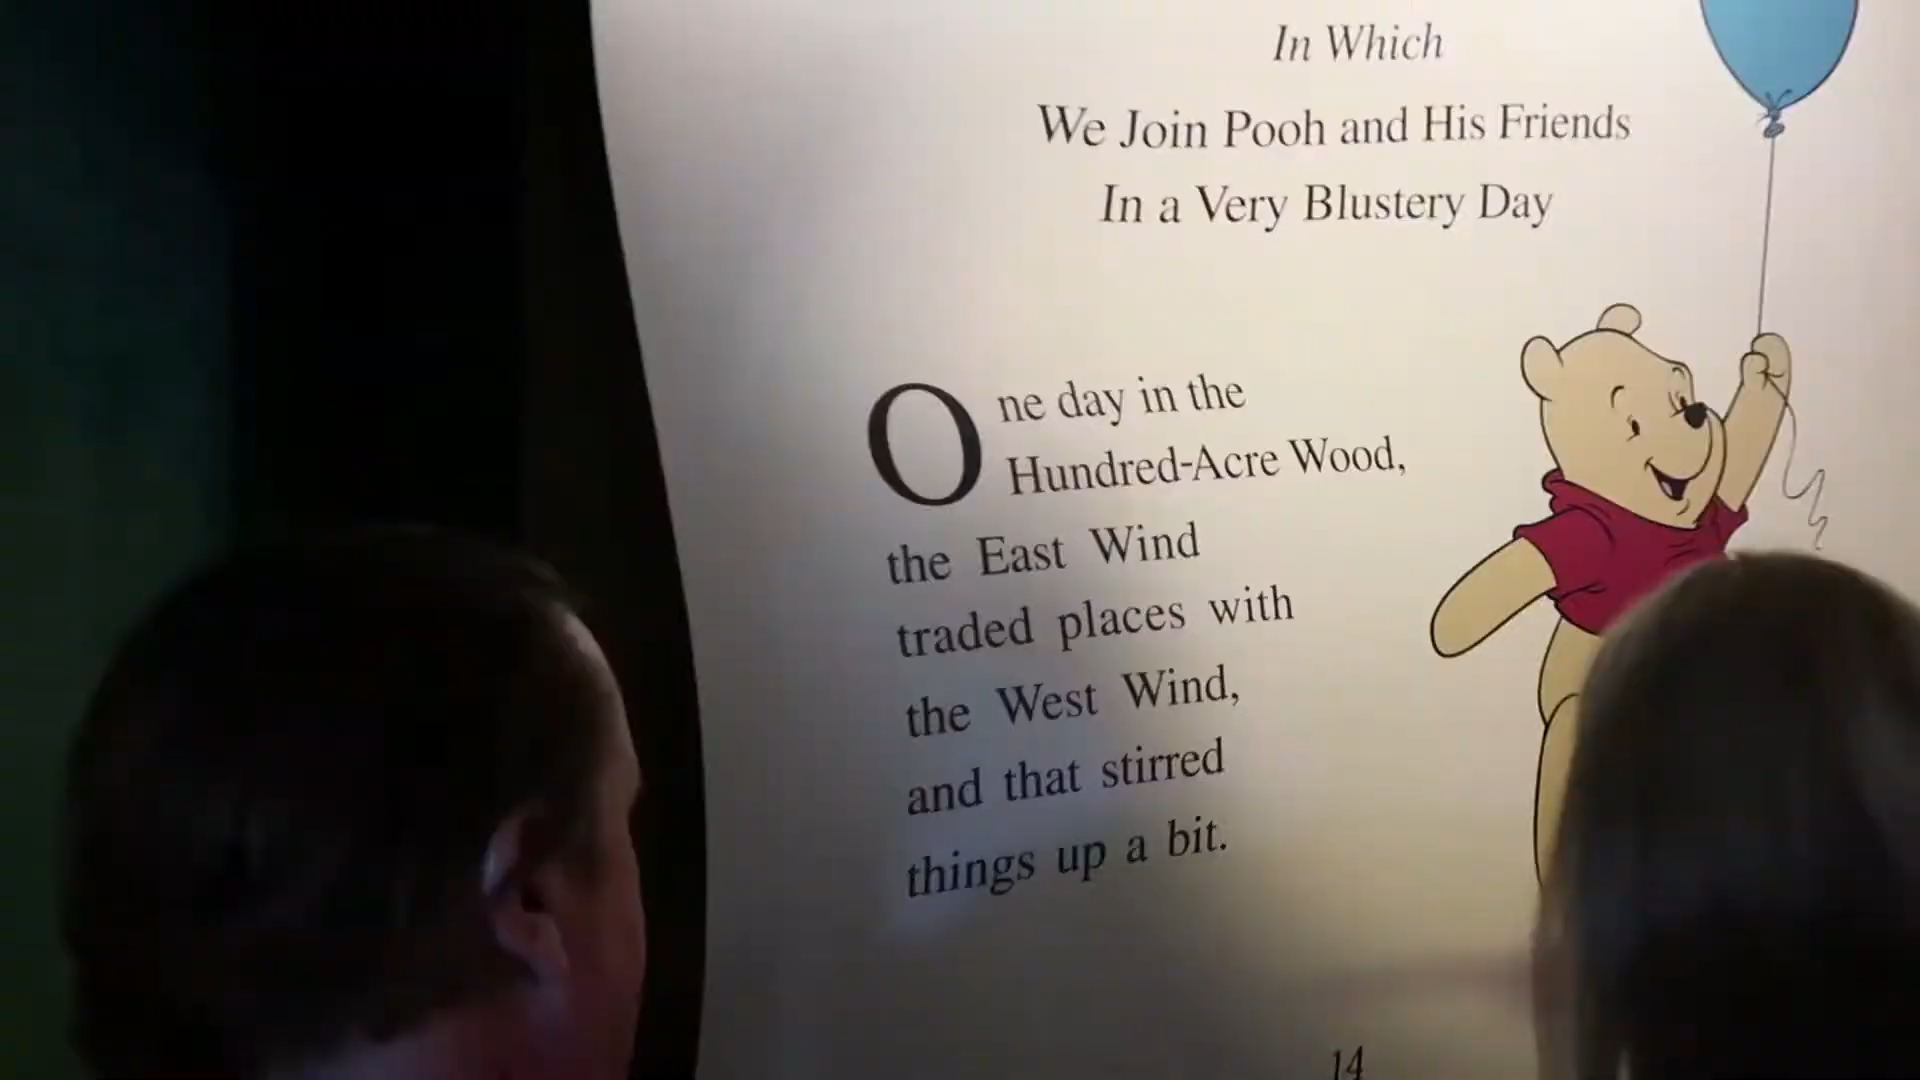 In Which
We Join Pooh and His Friends
In a Very Blustery Day
One day in the
Hundred-Acre Wood,
the East Wind
traded places with
the West Wind,
and that stirred
things up a bit.
14